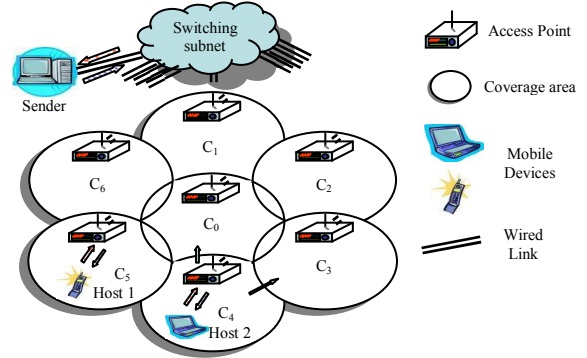 Switching
subnet
Access Point
Sender
Coverage area
C1
C6
C2
Mobile
Devices
C0
C5
Host 1
C3
C4
Host 2
Wired
Link